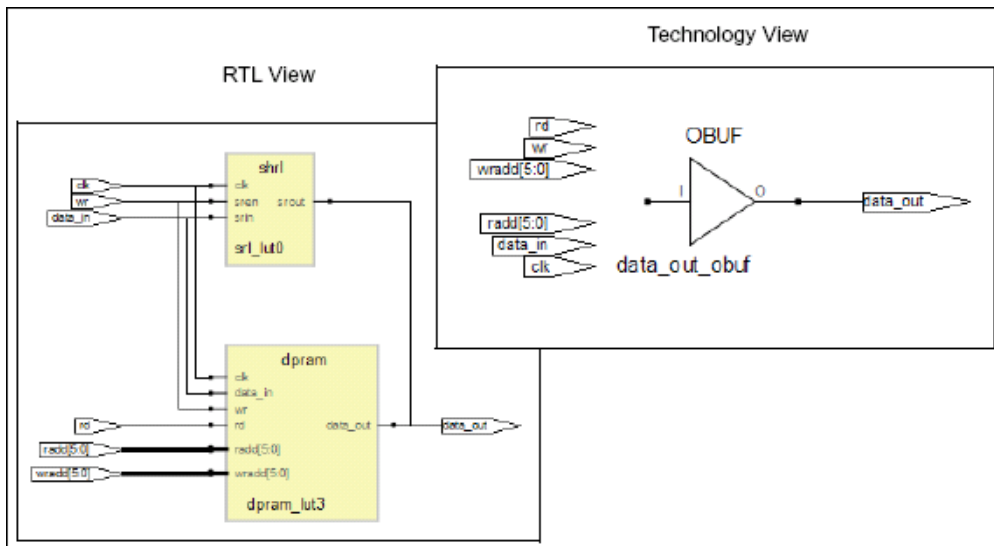 Technology View
RTL View
rd
wr
wradd[5:0]
radd[5:0]
data_in
clk
OBUF
I
O
data_out
data_out_obuf
clk
wr
data_in
shrl
clk
sren
srout
srin
srl_lut0
dpram
clk
data_in
wr
rd
data_out
radd[5:0]
wradd[5:0]
dpram_lut3
rd
radd[5:0]
wradd[5:0]
data_out